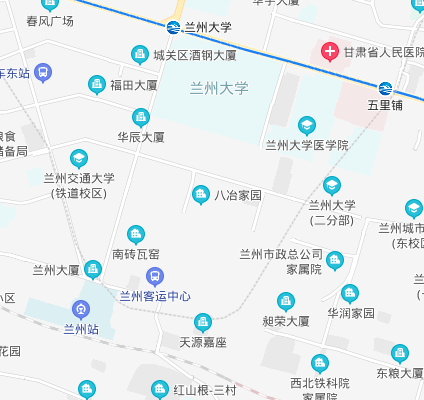 华宇大厦
春风广场
兰州大学
城关区酒钢大厦
甘肃省人民医院
车东站
福田大厦
兰州大学
五里铺
华辰大厦
粮食
储备局
兰州大学医学院
兰州交通大学
(铁道校区)
八冶家园
兰州大学
(二分部)
兰州城市
(东校区
南砖瓦窑
兰州市政总公司
家属院
兰州大厦
兰州客运中心
小区
兰州站
昶荣大厦
华润家园
天源嘉座
花园
西北铁科院
家属院
东粮大厦
红山根-三村